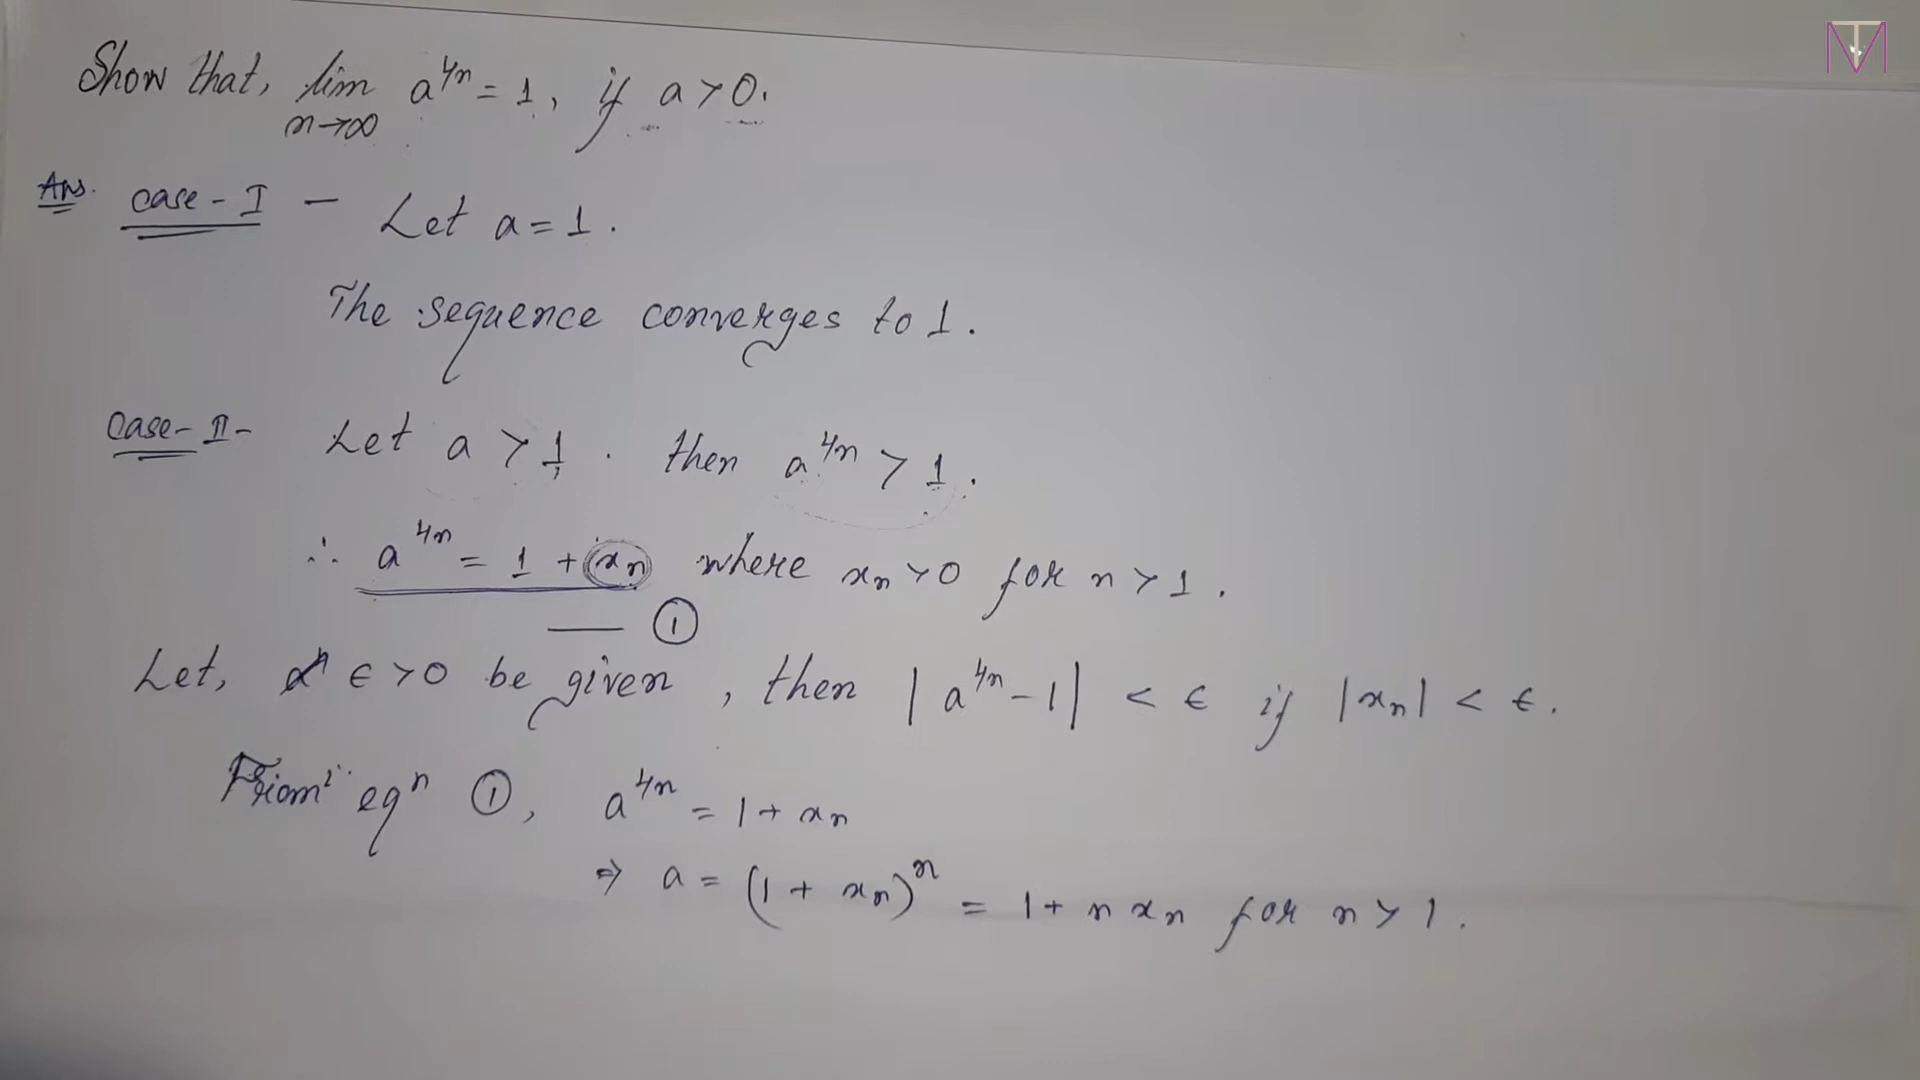 Show that, lim a^{1/n} = 1, if a > 0.
n→∞
Ans. Case - I — Let a = 1.
The sequence converges to 1.
Case - II - Let a > 1. then a^{1/n} > 1.
∴ a^{1/n} = 1 + x_n where x_n > 0 for n > 1.
— ①
Let, ε > 0 be given, then |a^{1/n} - 1| < ε if |x_n| < ε.
From eqⁿ ①, a^{1/n} = 1 + x_n
⇒ a = (1 + x_n)^n = 1 + n x_n for n > 1.